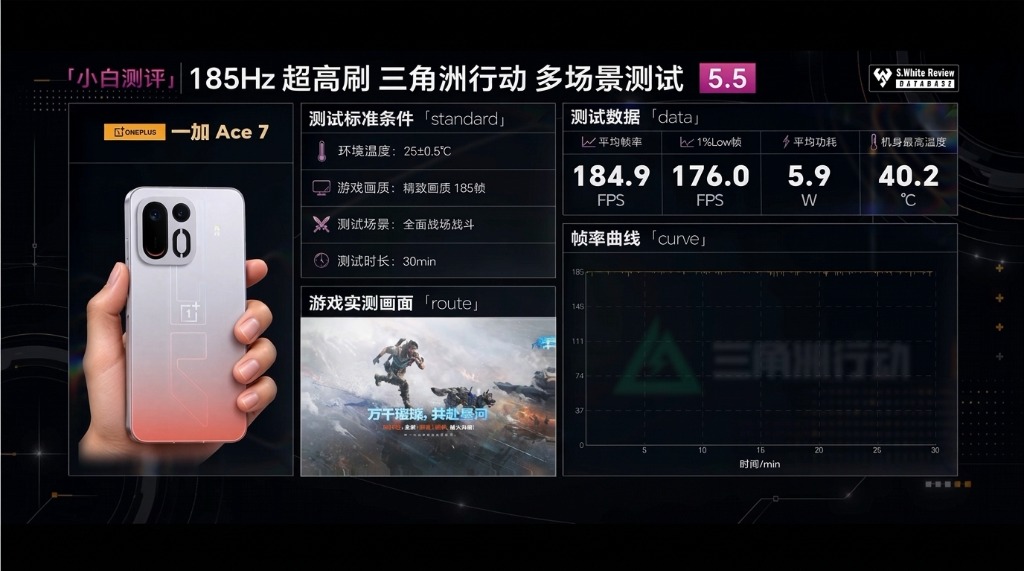 「小白测评」 185Hz 超高刷 三角洲行动 多场景测试 5.5
S.White Review
DATABASE
ONEPLUS 一加 Ace 7
测试标准条件 「standard」
环境温度：25±0.5℃
游戏画质：精致画质 185帧
测试场景：全面战场战斗
测试时长：30min
游戏实测画面 「route」
万千璀璨，共赴星河
测试数据 「data」
平均帧率 1%Low帧 平均功耗 机身最高温度
184.9 176.0 5.9 40.2
FPS FPS W ℃
帧率曲线 「curve」
185
148
111
74
37
0
三角洲行动
5 10 15 20 25 30
时间/min